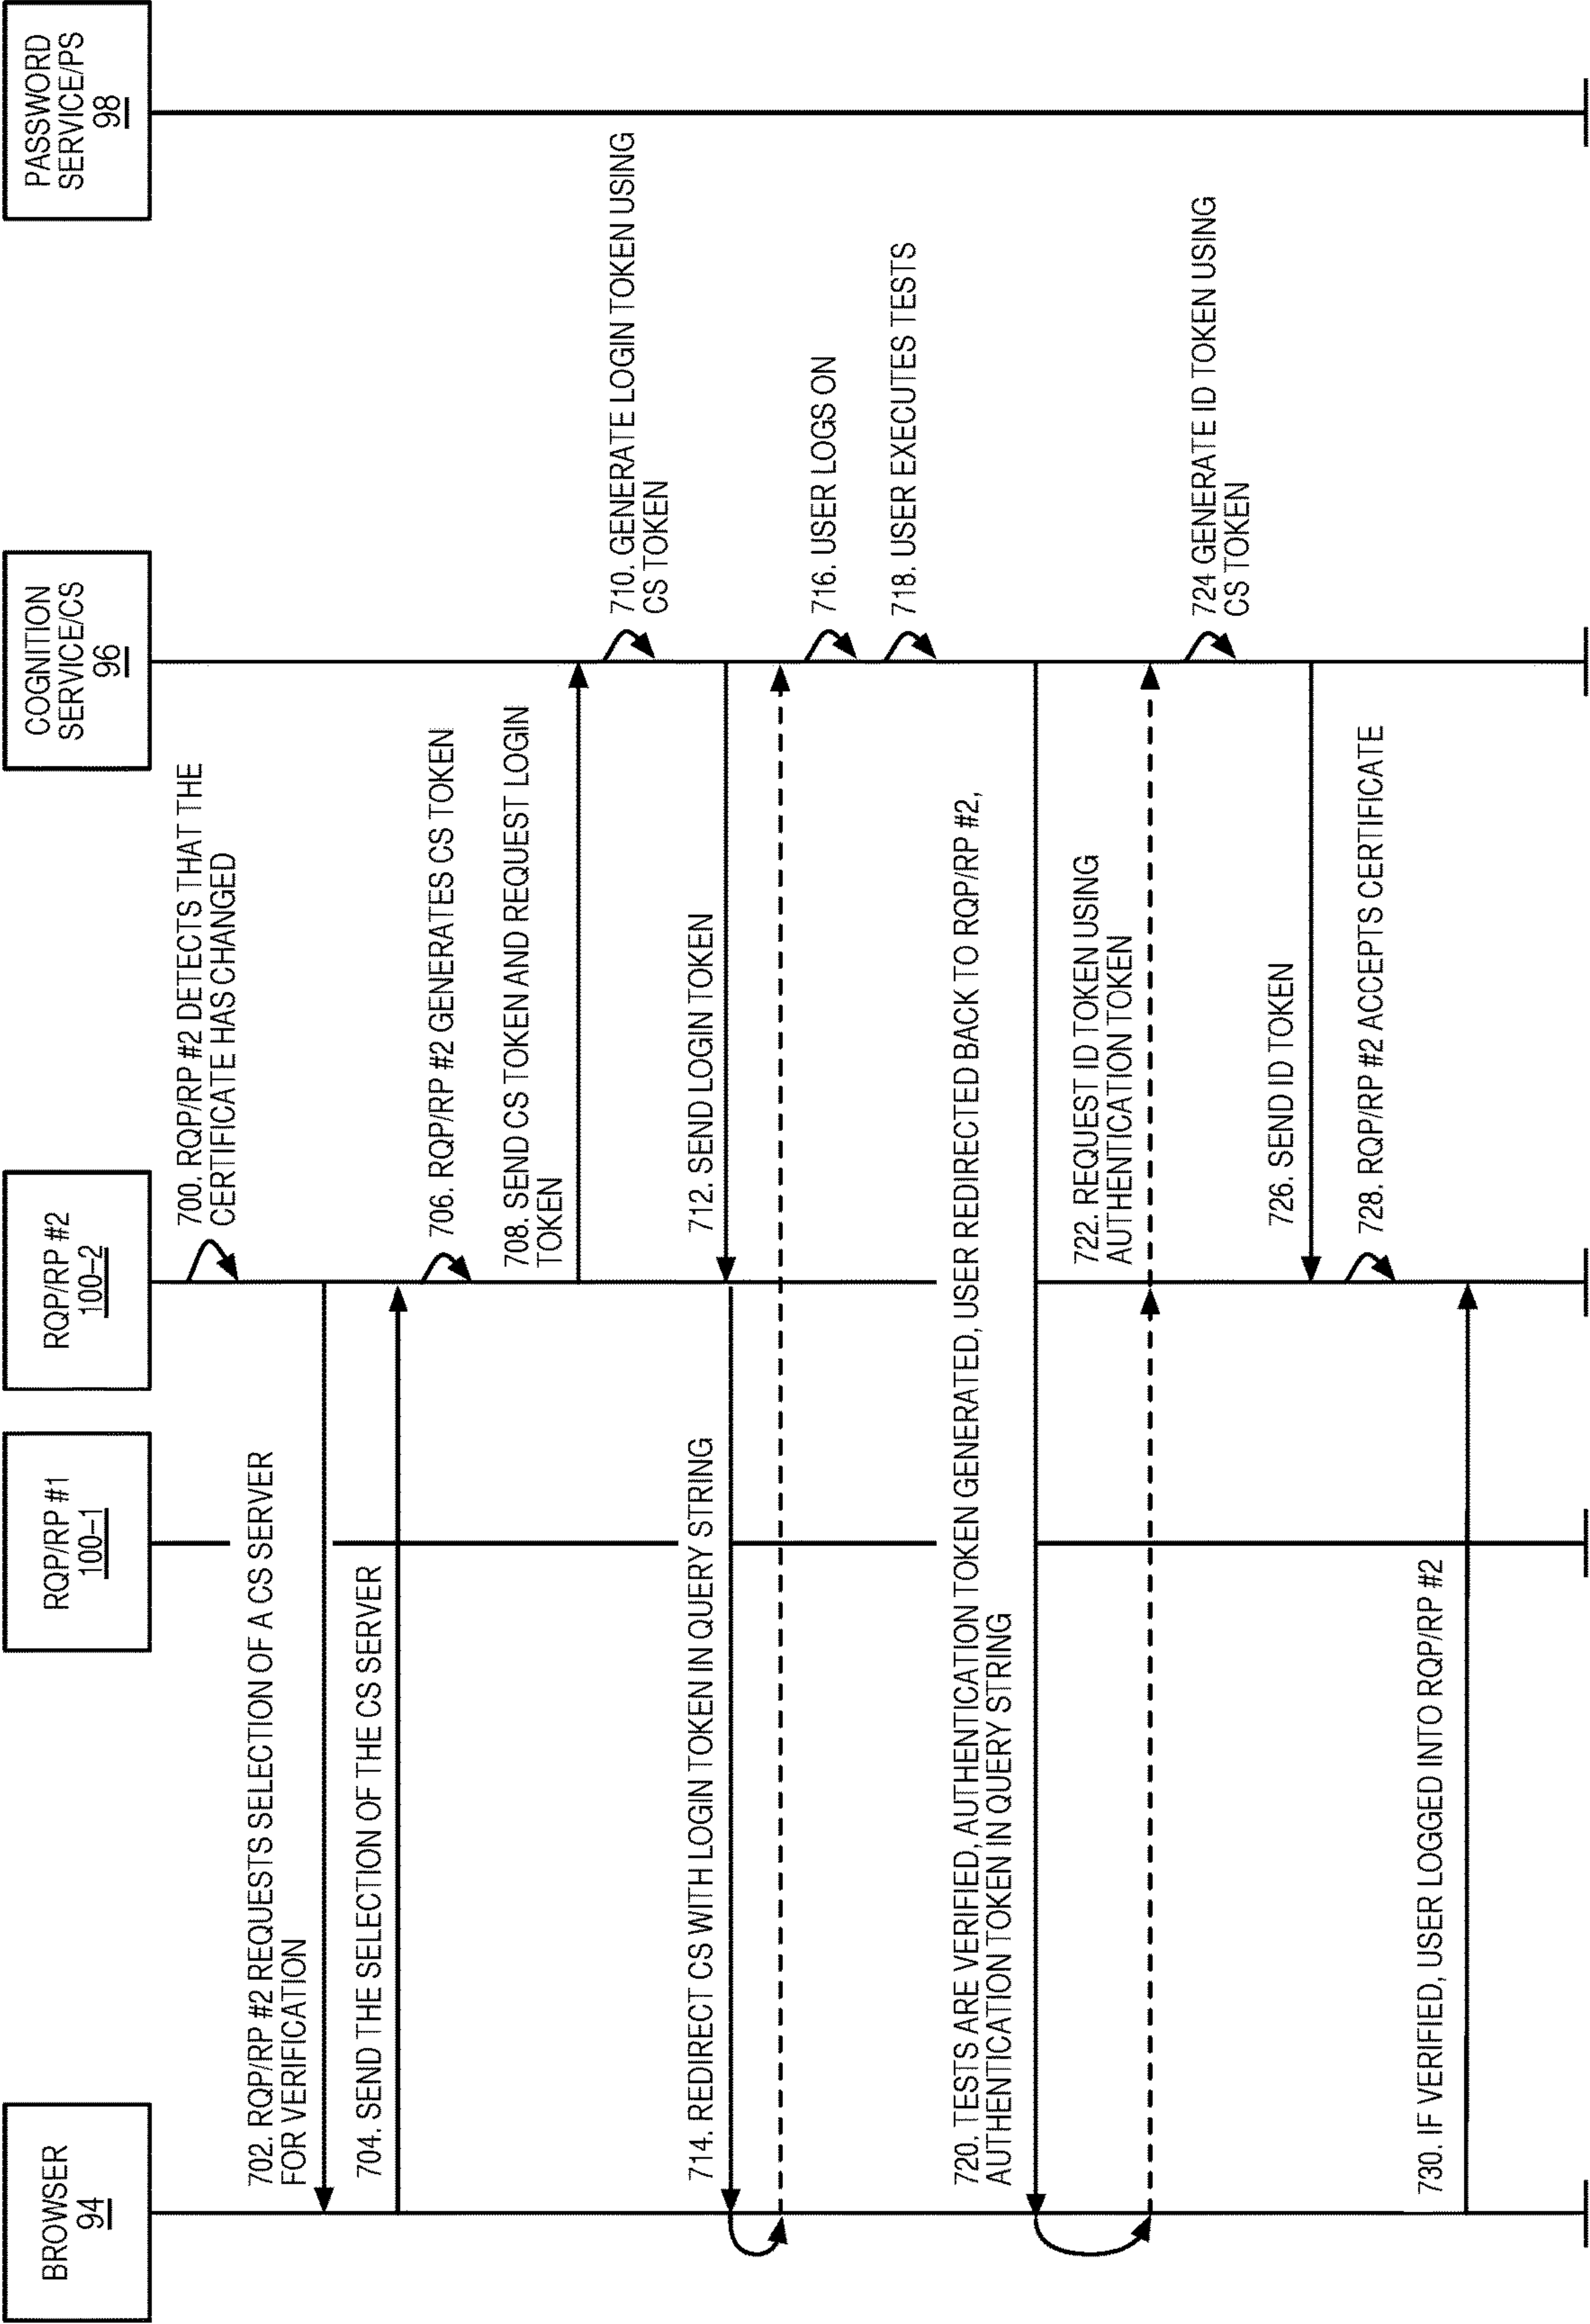 BROWSER
94
RQP/RP #1
100-1
RQP/RP #2
100-2
COGNITION
SERVICE/CS
96
PASSWORD
SERVICE/PS
98
700. RQP/RP #2 DETECTS THAT THE
CERTIFICATE HAS CHANGED
702. RQP/RP #2 REQUESTS SELECTION OF A CS SERVER
FOR VERIFICATION
704. SEND THE SELECTION OF THE CS SERVER
706. RQP/RP #2 GENERATES CS TOKEN
708. SEND CS TOKEN AND REQUEST LOGIN
TOKEN
710. GENERATE LOGIN TOKEN USING
CS TOKEN
712. SEND LOGIN TOKEN
714. REDIRECT CS WITH LOGIN TOKEN IN QUERY STRING
716. USER LOGS ON
718. USER EXECUTES TESTS
720. TESTS ARE VERIFIED, AUTHENTICATION TOKEN GENERATED, USER REDIRECTED BACK TO RQP/RP #2,
AUTHENTICATION TOKEN IN QUERY STRING
722. REQUEST ID TOKEN USING
AUTHENTICATION TOKEN
724 GENERATE ID TOKEN USING
CS TOKEN
726. SEND ID TOKEN
728. RQP/RP #2 ACCEPTS CERTIFICATE
730. IF VERIFIED, USER LOGGED INTO RQP/RP #2